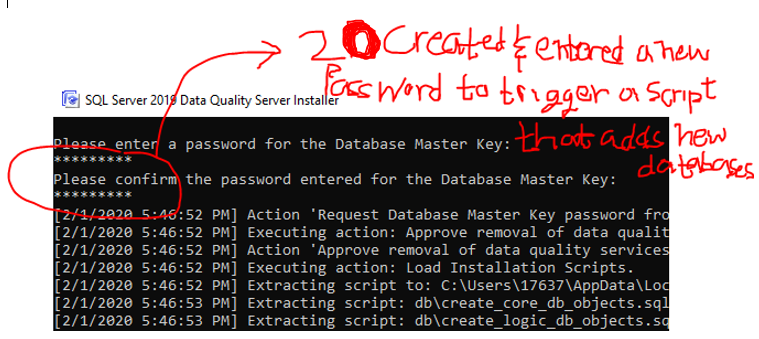 2 Created & entered a new
Password to trigger a script
that adds new
databases
SQL Server 2019 Data Quality Server Installer
Please enter a password for the Database Master Key:
*********
Please confirm the password entered for the Database Master Key:
*********
[2/1/2020 5:46:52 PM] Action 'Request Database Master Key password fro
[2/1/2020 5:46:52 PM] Executing action: Approve removal of data qualit
[2/1/2020 5:46:52 PM] Action 'Approve removal of data quality services
[2/1/2020 5:46:52 PM] Executing action: Load Installation Scripts.
[2/1/2020 5:46:52 PM] Extracting script to: C:\Users\17637\AppData\Loc
[2/1/2020 5:46:53 PM] Extracting script: db\create_core_db_objects.sql
[2/1/2020 5:46:53 PM] Extracting script: db\create_logic_db_objects.sq